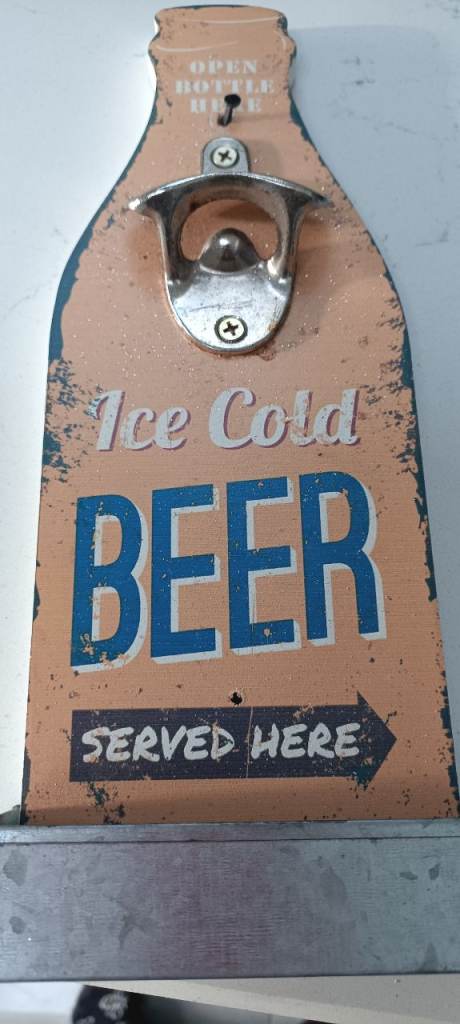 OPEN
BOTTLE
HERE
Ice Cold
BEER
SERVED HERE